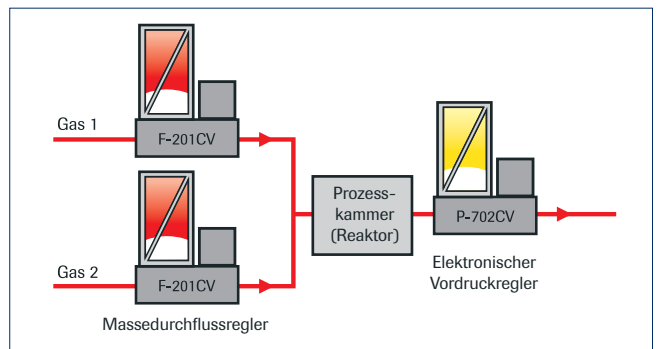 Gas 1
F-201CV
Gas 2
F-201CV
Massedurchflussregler
Prozess-
kammer
(Reaktor)
P-702CV
Elektronischer
Vordruckregler